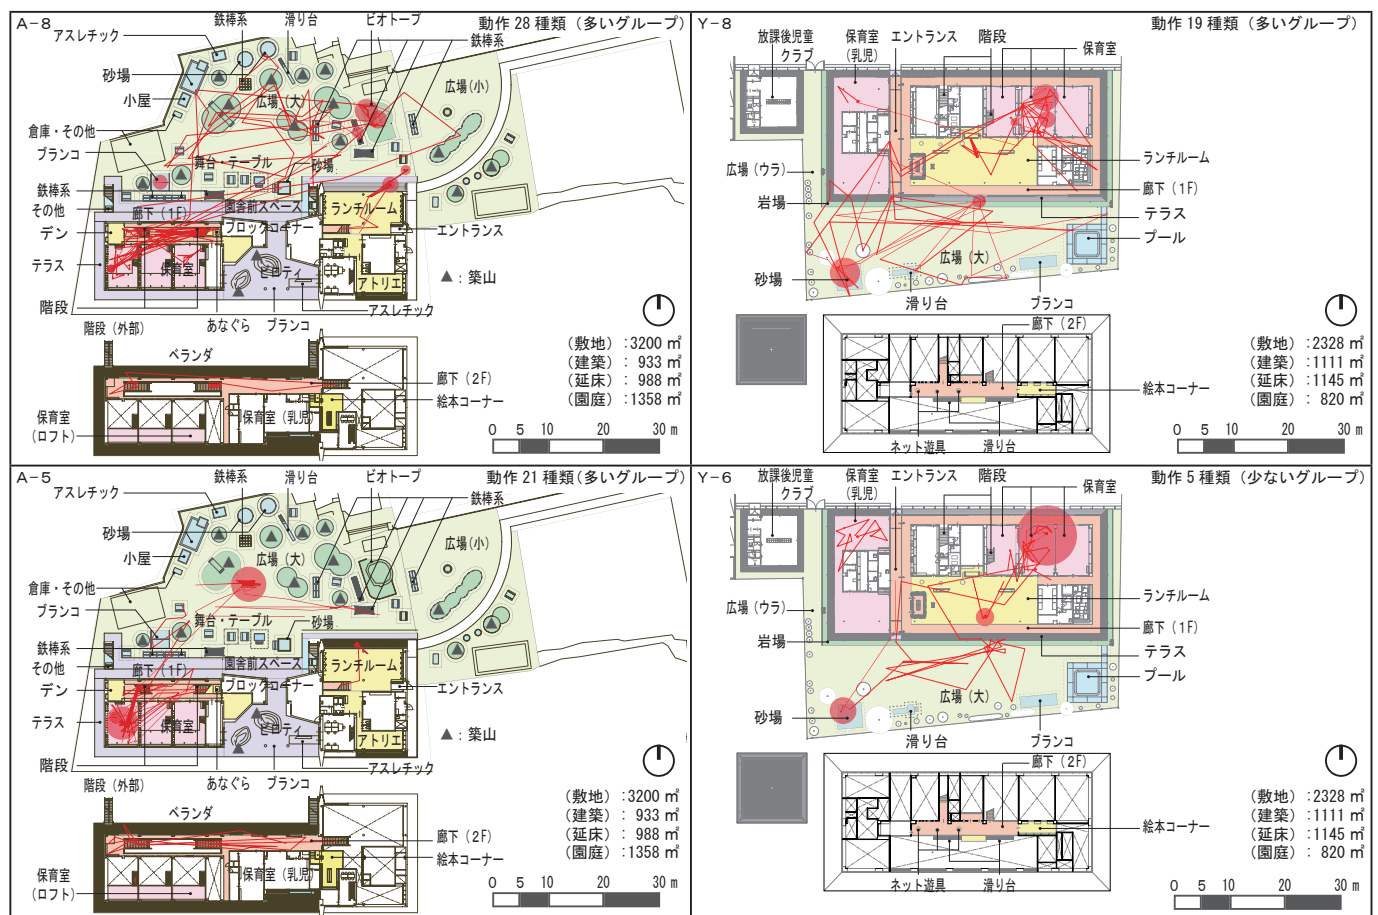 A-8
動作 28 種類（多いグループ）
鉄棒系
滑り台
ビオトープ
アスレチック
鉄棒系
砂場
広場(小)
小屋
広場(大)
倉庫・その他
ブランコ
舞台・テーブル
砂場
鉄棒系
その他
廊下（1F）
園舎前スペース
ランチルーム
デン
ブロックコーナー
エントランス
テラス
保育室
ピロティ
アトリエ
▲：築山
階段
アスレチック
階段（外部）
あなぐら
ブランコ
ベランダ
廊下（2F）
絵本コーナー
保育室
（ロフト）
保育室（乳児）
（敷地）:3200 ㎡
（建築）: 933 ㎡
（延床）: 988 ㎡
（園庭）:1358 ㎡
0 5 10 20 30 m
Y-8
動作 19 種類（多いグループ）
放課後児童
クラブ
保育室
（乳児）
エントランス
階段
保育室
ランチルーム
広場（ウラ）
廊下（1F）
岩場
テラス
プール
広場（大）
砂場
滑り台
ブランコ
廊下（2F）
絵本コーナー
ネット遊具
滑り台
（敷地）:2328 ㎡
（建築）:1111 ㎡
（延床）:1145 ㎡
（園庭）: 820 ㎡
0 5 10 20 30 m
A-5
動作 21 種類（多いグループ）
鉄棒系
滑り台
ビオトープ
アスレチック
鉄棒系
砂場
広場(小)
小屋
広場(大)
倉庫・その他
ブランコ
舞台・テーブル
砂場
鉄棒系
その他
廊下（1F）
園舎前スペース
ランチルーム
デン
ブロックコーナー
エントランス
テラス
保育室
ピロティ
アトリエ
▲：築山
階段
アスレチック
階段（外部）
あなぐら
ブランコ
ベランダ
廊下（2F）
絵本コーナー
保育室
（ロフト）
保育室（乳児）
（敷地）:3200 ㎡
（建築）: 933 ㎡
（延床）: 988 ㎡
（園庭）:1358 ㎡
0 5 10 20 30 m
Y-6
動作 5 種類（少ないグループ）
放課後児童
クラブ
保育室
（乳児）
エントランス
階段
保育室
ランチルーム
広場（ウラ）
廊下（1F）
岩場
テラス
プール
広場（大）
砂場
滑り台
ブランコ
廊下（2F）
絵本コーナー
ネット遊具
滑り台
（敷地）:2328 ㎡
（建築）:1111 ㎡
（延床）:1145 ㎡
（園庭）: 820 ㎡
0 5 10 20 30 m